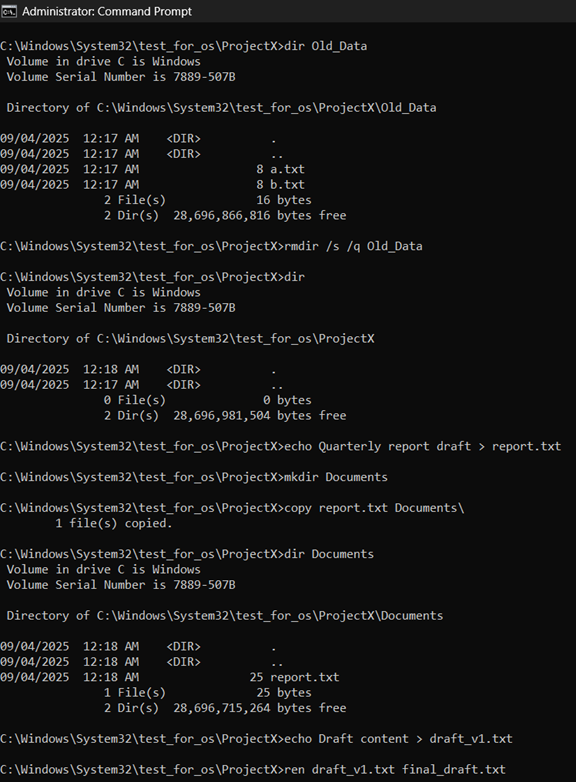 Administrator: Command Prompt
C:\Windows\System32\test_for_os\ProjectX>dir Old_Data
 Volume in drive C is Windows
 Volume Serial Number is 7889-507B

 Directory of C:\Windows\System32\test_for_os\ProjectX\Old_Data

09/04/2025  12:17 AM    <DIR>          .
09/04/2025  12:17 AM    <DIR>          ..
09/04/2025  12:17 AM                 8 a.txt
09/04/2025  12:17 AM                 8 b.txt
               2 File(s)             16 bytes
               2 Dir(s)  28,696,866,816 bytes free

C:\Windows\System32\test_for_os\ProjectX>rmdir /s /q Old_Data

C:\Windows\System32\test_for_os\ProjectX>dir
 Volume in drive C is Windows
 Volume Serial Number is 7889-507B

 Directory of C:\Windows\System32\test_for_os\ProjectX

09/04/2025  12:18 AM    <DIR>          .
09/04/2025  12:17 AM    <DIR>          ..
               0 File(s)              0 bytes
               2 Dir(s)  28,696,981,504 bytes free

C:\Windows\System32\test_for_os\ProjectX>echo Quarterly report draft > report.txt

C:\Windows\System32\test_for_os\ProjectX>mkdir Documents

C:\Windows\System32\test_for_os\ProjectX>copy report.txt Documents\
        1 file(s) copied.

C:\Windows\System32\test_for_os\ProjectX>dir Documents
 Volume in drive C is Windows
 Volume Serial Number is 7889-507B

 Directory of C:\Windows\System32\test_for_os\ProjectX\Documents

09/04/2025  12:18 AM    <DIR>          .
09/04/2025  12:18 AM    <DIR>          ..
09/04/2025  12:18 AM                25 report.txt
               1 File(s)             25 bytes
               2 Dir(s)  28,696,715,264 bytes free

C:\Windows\System32\test_for_os\ProjectX>echo Draft content > draft_v1.txt

C:\Windows\System32\test_for_os\ProjectX>ren draft_v1.txt final_draft.txt